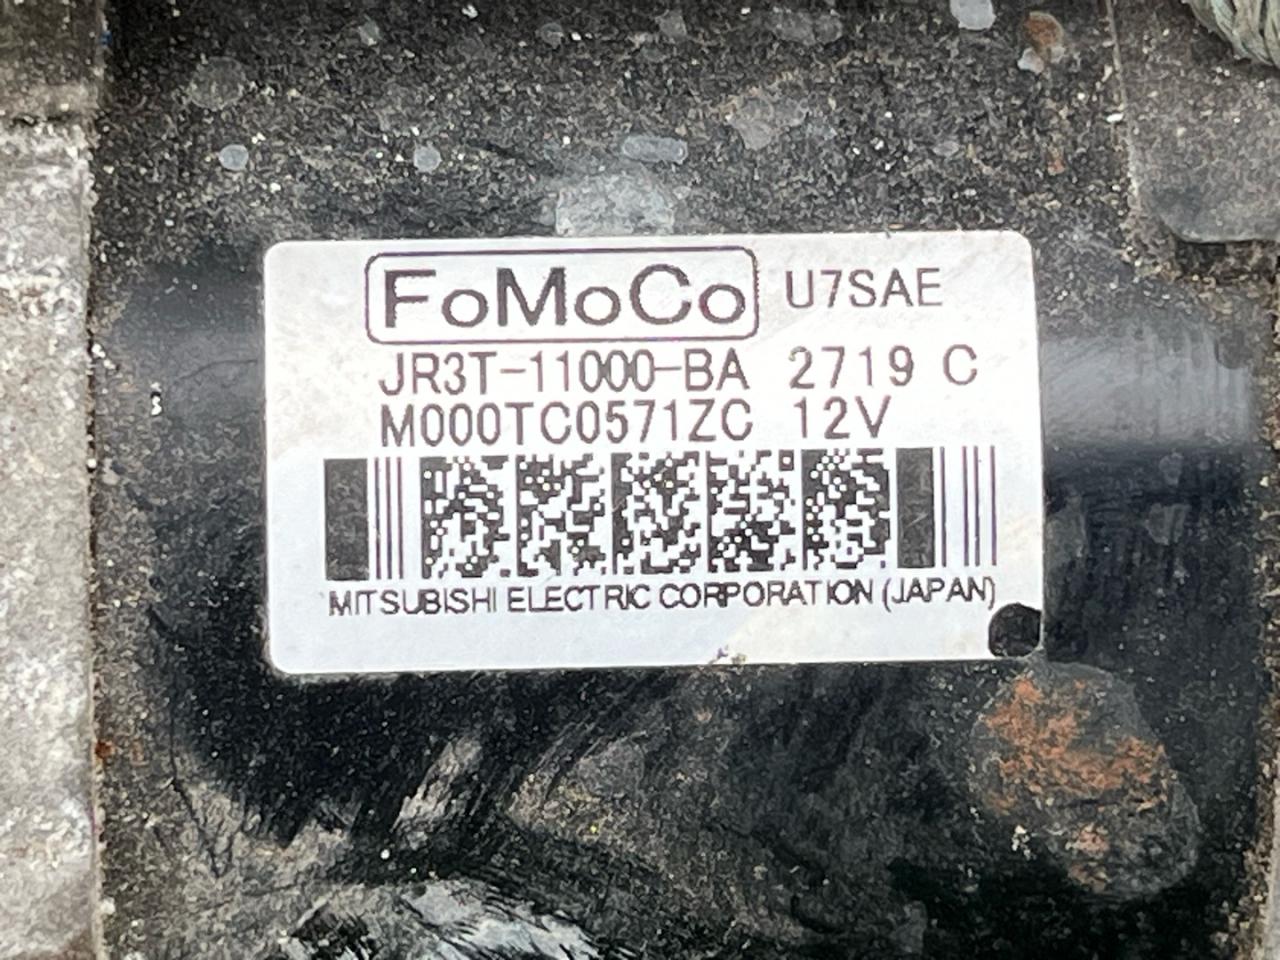 FoMoCo U7SAE
JR3T-11000-BA 2719 C
M000TC0571ZC 12V
MITSUBISHI ELECTRIC CORPORATION (JAPAN)